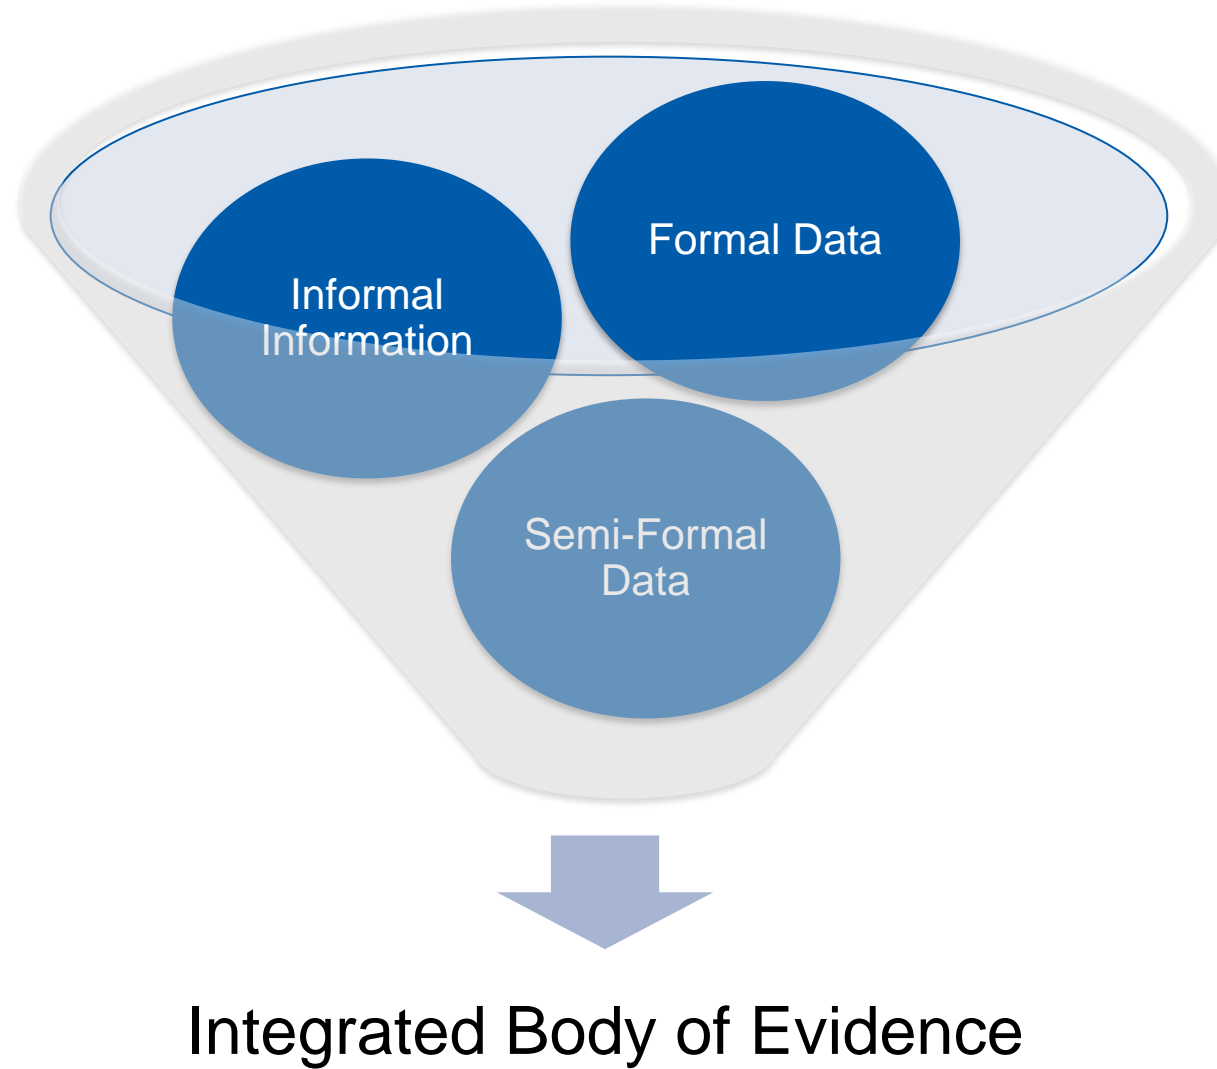 Formal Data
Informal
Information
Semi-Formal
Data
Integrated Body of Evidence